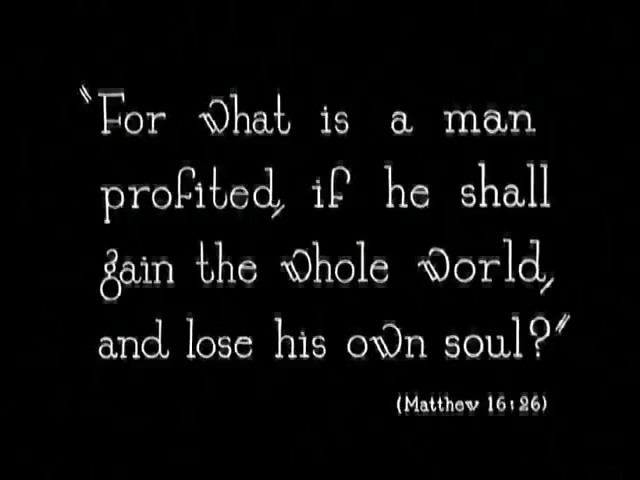 "For what is a man
profited, if he shall
gain the whole world,
and lose his own soul?"
(Matthew 16:26)